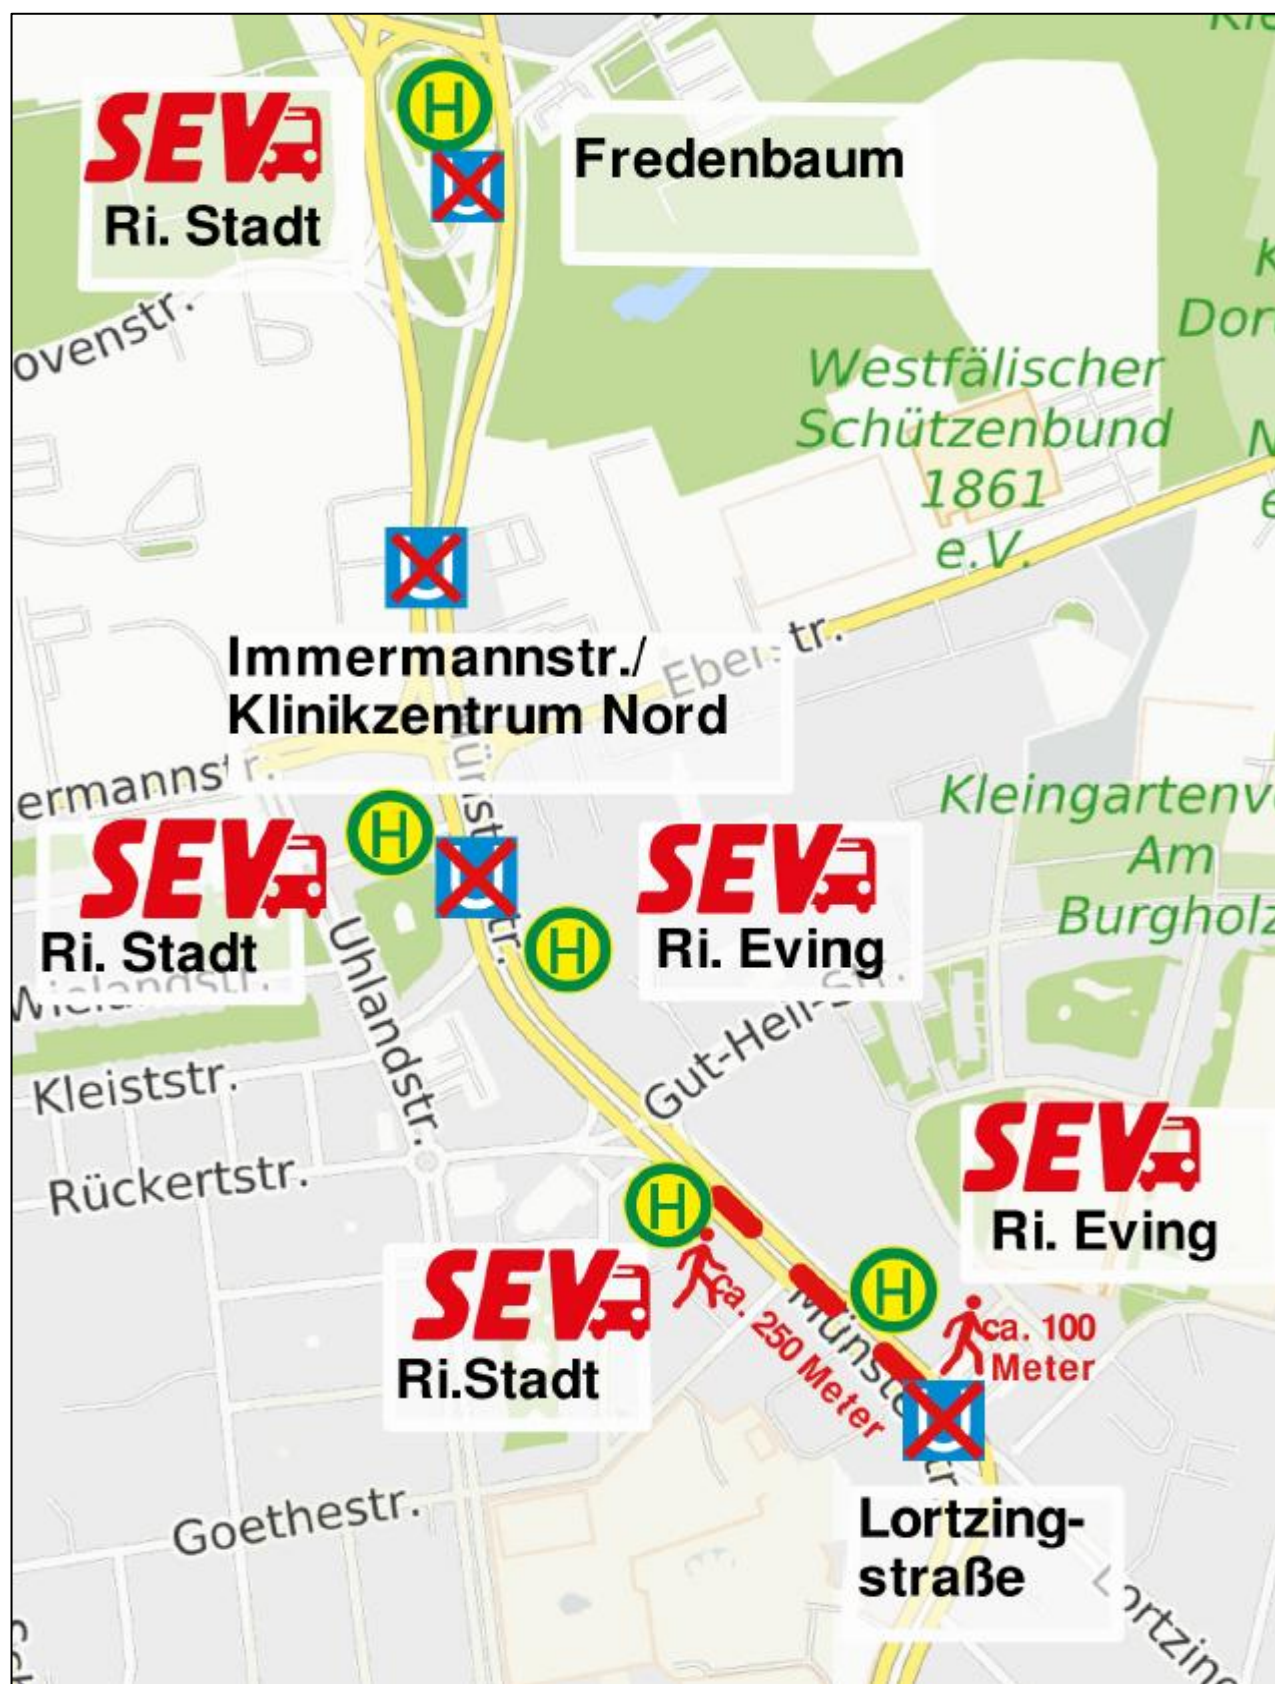 SEV
Ri. Stadt
H
Fredenbaum
ovenstr.
Westfälischer
Schützenbund
1861
e.V.
Immermannstr./
Klinikzentrum Nord
tr.
ermannstr.
H
SEV
Ri. Stadt
H
SEV
Ri. Eving
Kleingartenv
Am
Burgholz
Uhlandstr.
Kleiststr.
Rückertstr.
Gut-Heil-Str.
H
SEV
Ri.Stadt
ca. 250 Meter
H
SEV
Ri. Eving
ca. 100
Meter
Goethestr.
Lortzing-
straße